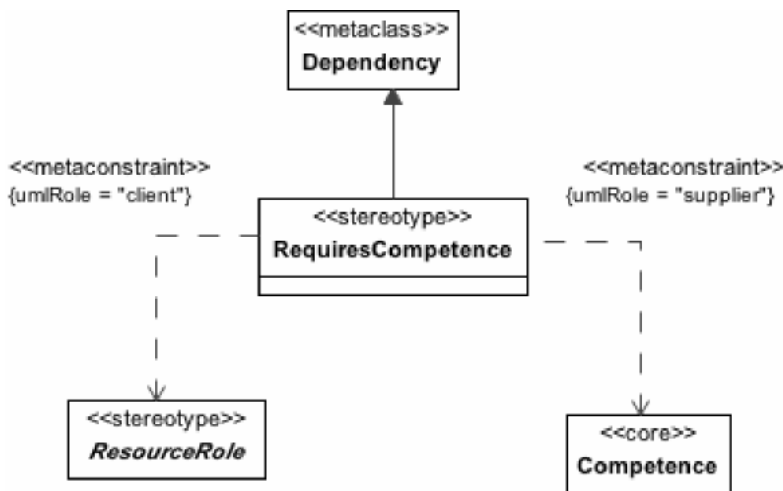 <<metaclass>>
Dependency
<<metaconstraint>>
{umlRole = "client"}
<<metaconstraint>>
{umlRole = "supplier"}
<<stereotype>>
RequiresCompetence
<<stereotype>>
ResourceRole
<<core>>
Competence